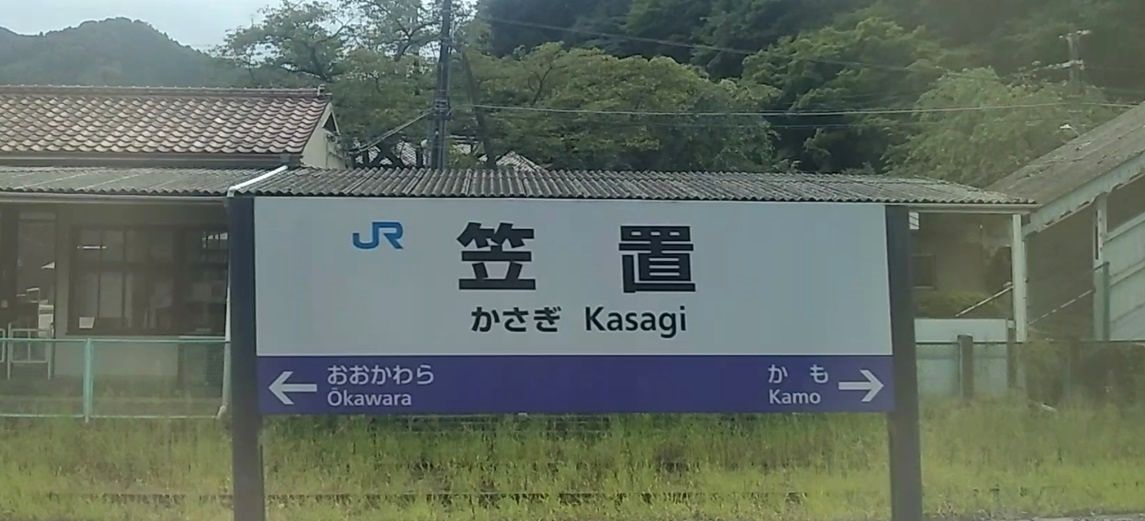 JR 笠置
かさぎ Kasagi
← おおかわら かも →
Ōkawara Kamo